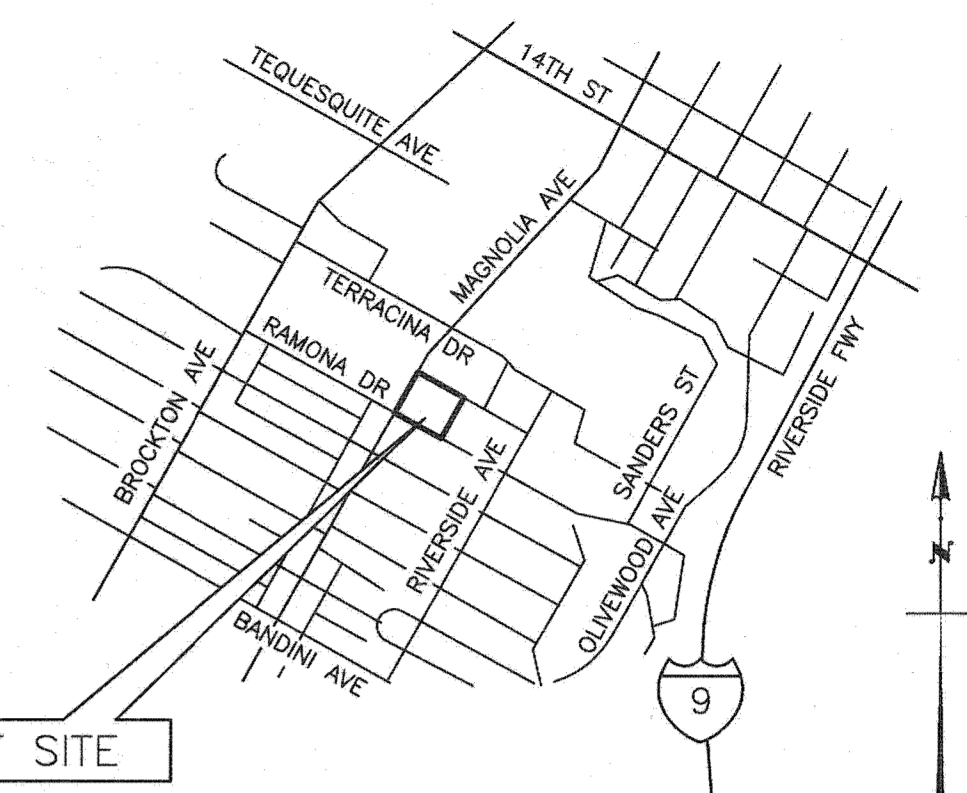 TEQUESQUITE AVE
14TH ST
MAGNOLIA AVE
TERRACINA DR
RAMONA DR
BROCKTON AVE
RIVERSIDE AVE
SANDERS ST
RIVERSIDE FWY
OLIVEWOOD AVE
BANDINI AVE
9
N
SITE